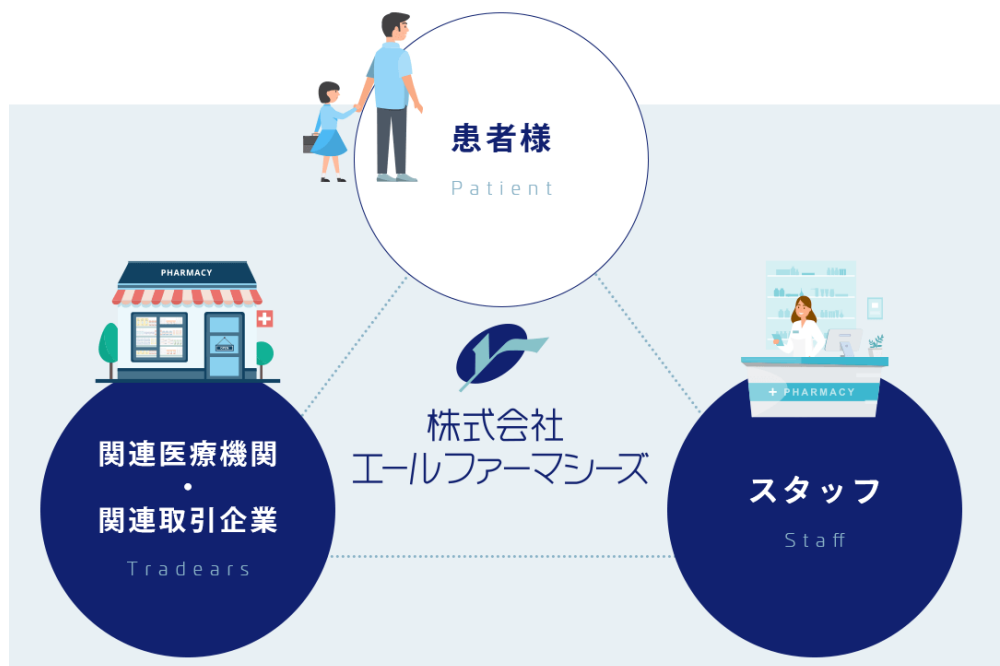 患者様
Patient
PHARMACY
株式会社
エールファーマシーズ
PHARMACY
関連医療機関
・
関連取引企業
Tradears
スタッフ
Staff